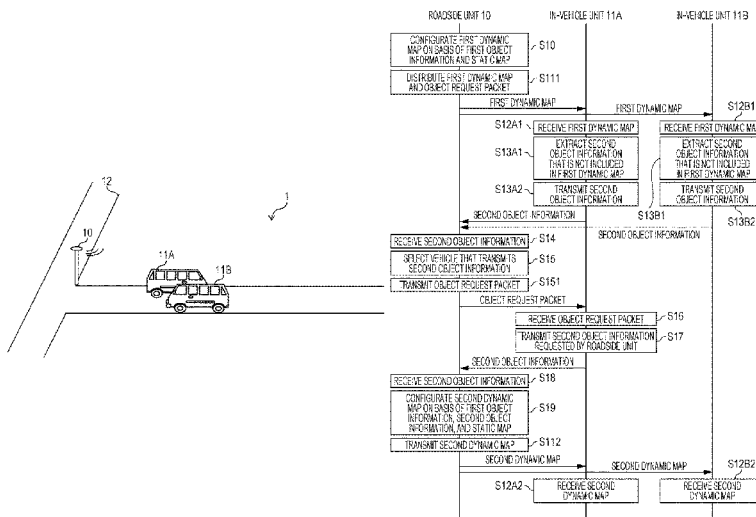 ROADSIDE UNIT 10
IN-VEHICLE UNIT 11A
IN-VEHICLE UNIT 11B
CONFIGURATE FIRST DYNAMIC
MAP ON BASIS OF FIRST OBJECT
INFORMATION AND STATIC MAP
S10
DISTRIBUTE FIRST DYNAMIC MAP
AND OBJECT REQUEST PACKET
S111
FIRST DYNAMIC MAP
FIRST DYNAMIC MAP
S12B1
S12A1
RECEIVE FIRST DYNAMIC MAP
RECEIVE FIRST DYNAMIC MAP
S13A1
EXTRACT SECOND
OBJECT INFORMATION
THAT IS NOT INCLUDED
IN FIRST DYNAMIC MAP
EXTRACT SECOND
OBJECT INFORMATION
THAT IS NOT INCLUDED
IN FIRST DYNAMIC MAP
S13A2
TRANSMIT SECOND
OBJECT INFORMATION
TRANSMIT SECOND
OBJECT INFORMATION
S13B1
S13B2
SECOND OBJECT INFORMATION
SECOND OBJECT INFORMATION
RECEIVE SECOND OBJECT INFORMATION
S14
SELECT VEHICLE THAT TRANSMITS
SECOND OBJECT INFORMATION
S15
TRANSMIT OBJECT REQUEST PACKET
S151
OBJECT REQUEST PACKET
RECEIVE OBJECT REQUEST PACKET
S16
TRANSMIT SECOND INFORMATION
REQUESTED BY ROADSIDE UNIT
S17
SECOND OBJECT INFORMATION
RECEIVE SECOND OBJECT INFORMATION
S18
CONFIGURATE SECOND DYNAMIC
MAP ON BASIS OF FIRST OBJECT
INFORMATION, SECOND OBJECT
INFORMATION, AND STATIC MAP
S19
TRANSMIT SECOND DYNAMIC MAP
S112
SECOND DYNAMIC MAP
SECOND DYNAMIC MAP
S12B2
S12A2
RECEIVE SECOND
DYNAMIC MAP
RECEIVE SECOND
DYNAMIC MAP
12
10
1
11A
11B